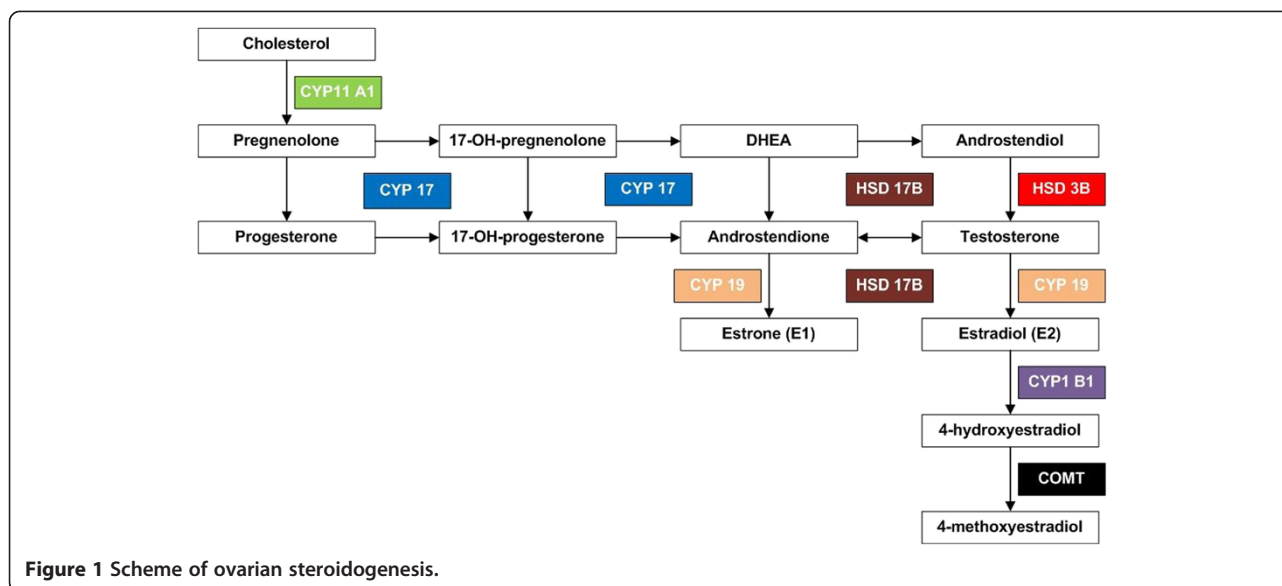 Cholesterol
CYP11 A1
Pregnenolone
17-OH-pregnenolone
DHEA
Androstendiol
CYP 17
CYP 17
HSD 17B
HSD 3B
Progesterone
17-OH-progesterone
Androstendione
Testosterone
CYP 19
HSD 17B
CYP 19
Estrone (E1)
Estradiol (E2)
CYP1 B1
4-hydroxyestradiol
COMT
4-methoxyestradiol
Figure 1 Scheme of ovarian steroidogenesis.